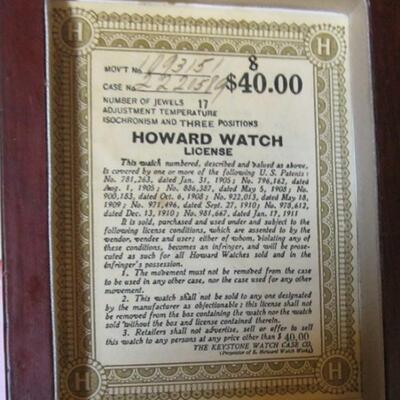 H H
8
MOV'T No. 1193151
CASE No. $40.00
NUMBER OF JEWELS 17
ADJUSTMENT TEMPERATURE
ISOCHRONISM AND THREE POSITIONS
HOWARD WATCH
LICENSE
This watch numbered, described and valued as above,
is covered by one or more of the following U. S. Patents:
No. 781,263, dated Jan. 31, 1905; No. 796,162, dated
Aug. 1, 1905; No. 886,387, dated May 5, 1908; No.
900,183, dated Oct. 6, 1908; No. 922,013, dated May 18,
1909; No. 971,496, dated Sept. 27, 1910; No. 978,612,
dated Dec. 13, 1910; No. 981,667, dated Jan. 17, 1911
It is sold, purchased and used under and subject to the
following license conditions, which are assented to by the
vendor, vendee and user; either of whom, violating any of
these conditions, becomes an infringer, and will be prose-
cuted as such for all Howard Watches sold and in the
infringer's possession.
1. The movement must not be removed from the case
to be used in any other case, nor the case used for any other
movement.
2. This watch shall not be sold to any one designated
by the manufacturer as objectionable; this license shall not
be removed from the box containing the watch nor the watch
sold without the box and license contained therein.
3. Retailers shall not advertise, sell or offer to sell
this watch to any persons at any price other than $ 40.00
THE KEYSTONE WATCH CASE CO.
(Proprietor of E. Howard Watch Works)
H H